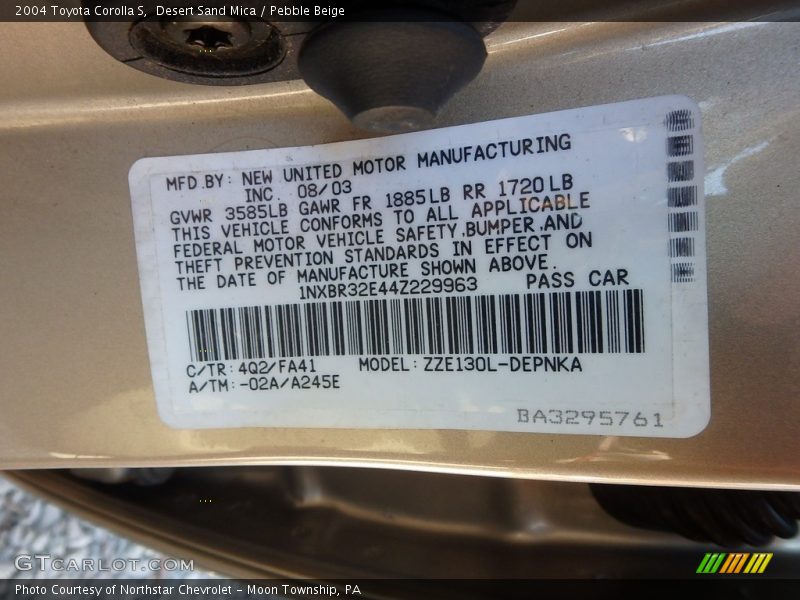 2004 Toyota Corolla S, Desert Sand Mica / Pebble Beige
MFD.BY: NEW UNITED MOTOR MANUFACTURING
INC. 08/03
GVWR 3585LB GAWR FR 1885LB RR 1720LB
THIS VEHICLE CONFORMS TO ALL APPLICABLE
FEDERAL MOTOR VEHICLE SAFETY,BUMPER,AND
THEFT PREVENTION STANDARDS IN EFFECT ON
THE DATE OF MANUFACTURE SHOWN ABOVE.
1NXBR32E44Z229963 PASS CAR
C/TR:4Q2/FA41 MODEL:ZZE130L-DEPNKA
A/TM:-02A/A245E
BA3295761
GTCARLOT.COM
Photo Courtesy of Northstar Chevrolet - Moon Township, PA